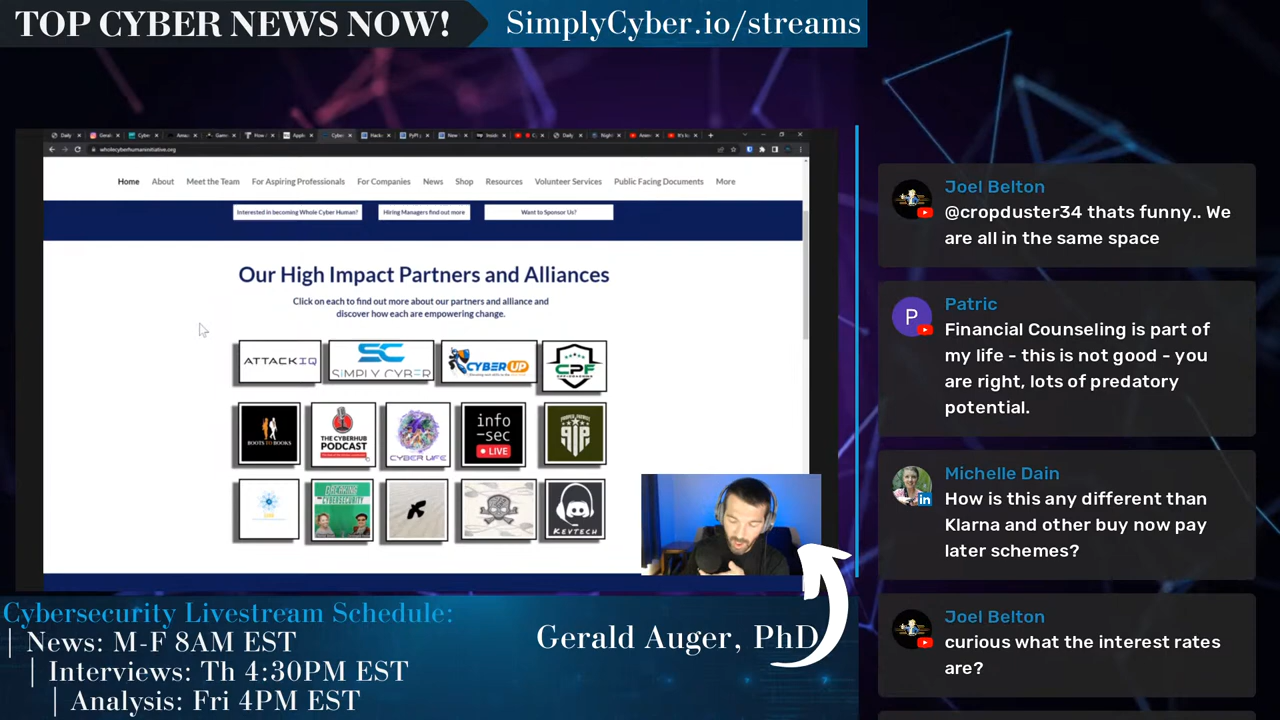 TOP CYBER NEWS NOW!
SimplyCyber.io/streams
wholecyberhumaninitiative.org
Home About Meet the Team For Aspiring Professionals For Companies News Shop Resources Volunteer Services Public Facing Documents More
Interested in becoming Whole Cyber Human? Hiring Managers find out more Want to Sponsor Us?
Our High Impact Partners and Alliances
Click on each to find out more about our partners and alliance and
discover how each are empowering change.
ATTACKIQ
SC
SIMPLY CYBER
CYBER UP
CPF
BOOTS TO BOOKS
THE CYBERHUB
PODCAST
CYBER LIFE
info
-sec
LIVE
BREAKING
CYBERSECURITY
KEVTECH
Cybersecurity Livestream Schedule:
| News: M-F 8AM EST
| Interviews: Th 4:30PM EST
| Analysis: Fri 4PM EST
Gerald Auger, PhD
Joel Belton
@cropduster34 thats funny.. We
are all in the same space
P
Patric
Financial Counseling is part of
my life - this is not good - you
are right, lots of predatory
potential.
Michelle Dain
How is this any different than
Klarna and other buy now pay
later schemes?
Joel Belton
curious what the interest rates
are?